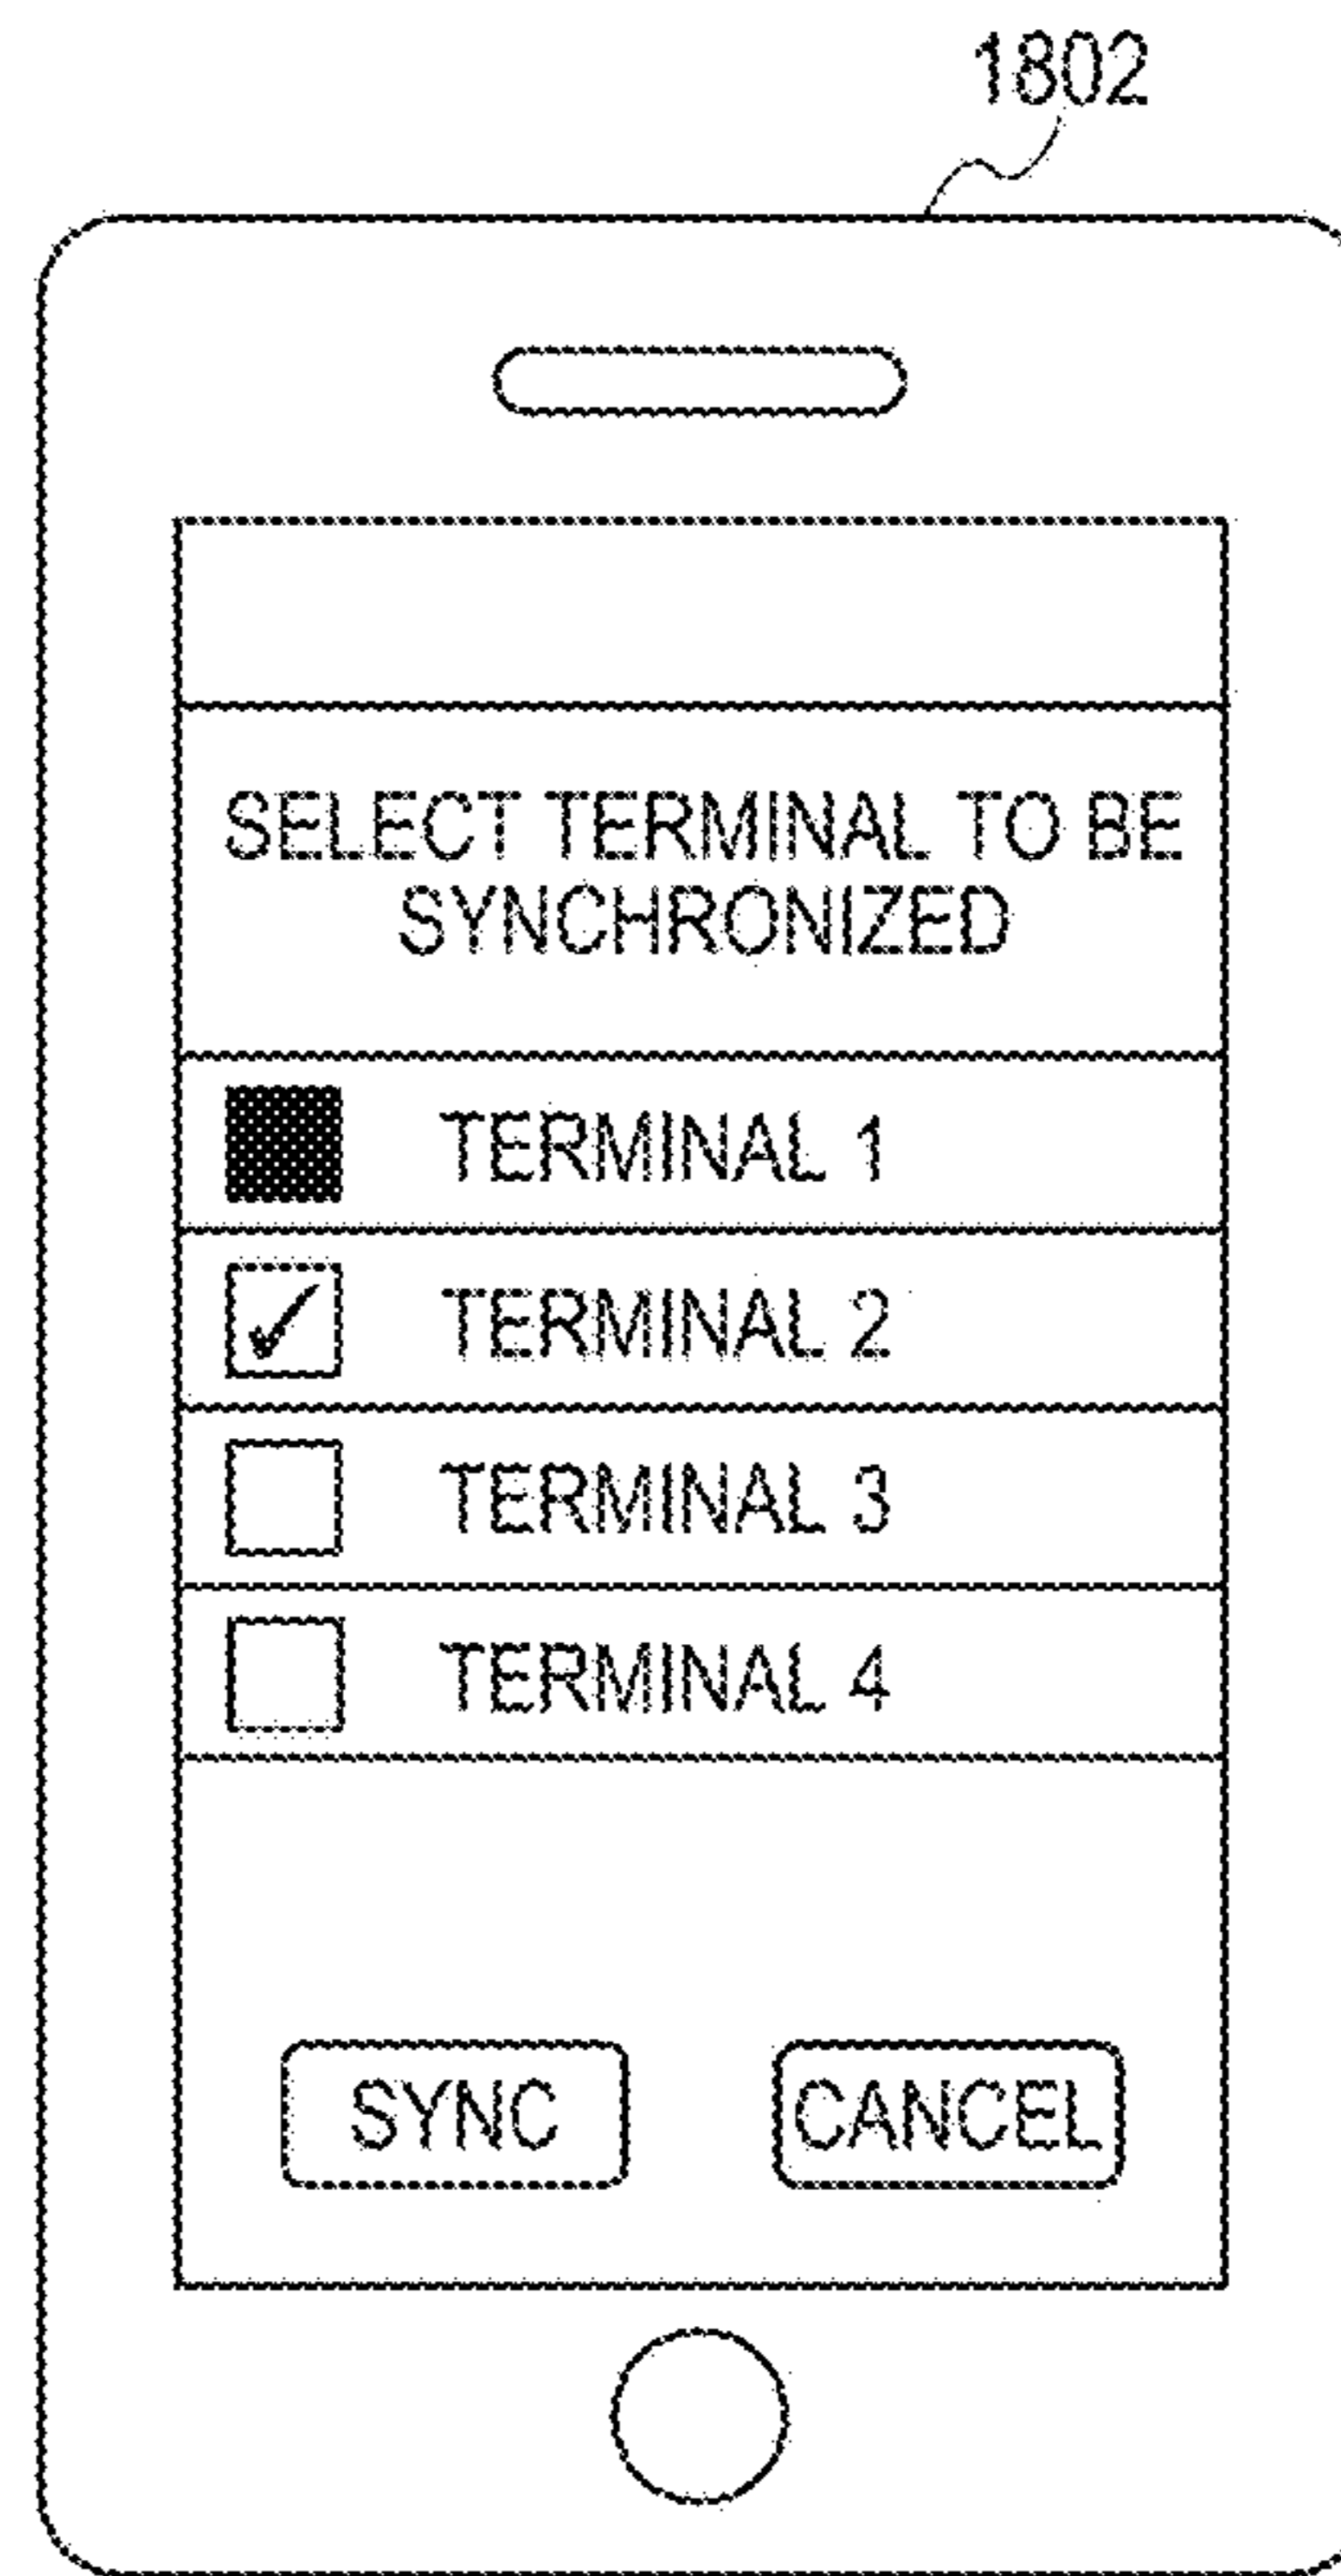 1802
SELECT TERMINAL TO BE
SYNCHRONIZED
TERMINAL 1
TERMINAL 2
TERMINAL 3
TERMINAL 4
SYNC CANCEL